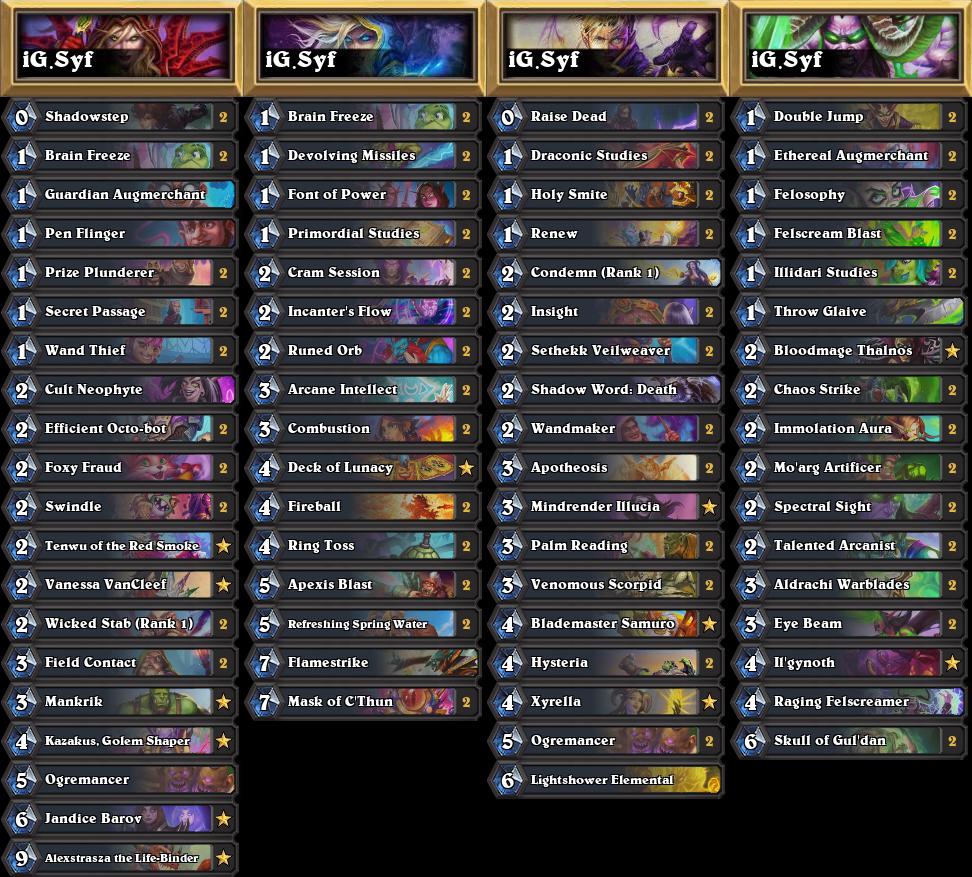 iG.Syf
0 Shadowstep 2
1 Brain Freeze 2
1 Guardian Augmerchant
1 Pen Flinger
1 Prize Plunderer 2
1 Secret Passage 2
1 Wand Thief 2
2 Cult Neophyte
2 Efficient Octo-bot 2
2 Foxy Fraud 2
2 Swindle 2
2 Tenwu of the Red Smoke
2 Vanessa VanCleef
2 Wicked Stab (Rank 1) 2
3 Field Contact 2
3 Mankrik
4 Kazakus, Golem Shaper
5 Ogremancer
6 Jandice Barov
9 Alexstrasza the Life-Binder
iG.Syf
1 Brain Freeze 2
1 Devolving Missiles 2
1 Font of Power 2
1 Primordial Studies 2
2 Cram Session 2
2 Incanter's Flow 2
2 Runed Orb 2
3 Arcane Intellect 2
3 Combustion 2
4 Deck of Lunacy
4 Fireball 2
4 Ring Toss 2
5 Apexis Blast 2
5 Refreshing Spring Water 2
7 Flamestrike
7 Mask of C'Thun 2
iG.Syf
0 Raise Dead 2
1 Draconic Studies 2
1 Holy Smite 2
1 Renew 2
2 Condemn (Rank 1)
2 Insight 2
2 Sethekk Veilweaver 2
2 Shadow Word: Death
2 Wandmaker 2
3 Apotheosis 2
3 Mindrender Illucia
3 Palm Reading 2
3 Venomous Scorpid 2
4 Blademaster Samuro
4 Hysteria 2
4 Xyrella
5 Ogremancer 2
6 Lightshower Elemental
iG.Syf
1 Double Jump 2
1 Ethereal Augmerchant 2
1 Felosophy 2
1 Felscream Blast 2
1 Illidari Studies 2
1 Throw Glaive
2 Bloodmage Thalnos
2 Chaos Strike 2
2 Immolation Aura 2
2 Mo'arg Artificer 2
2 Spectral Sight 2
2 Talented Arcanist 2
3 Aldrachi Warblades 2
3 Eye Beam 2
4 Il'gynoth
4 Raging Felscreamer
6 Skull of Gul'dan 2